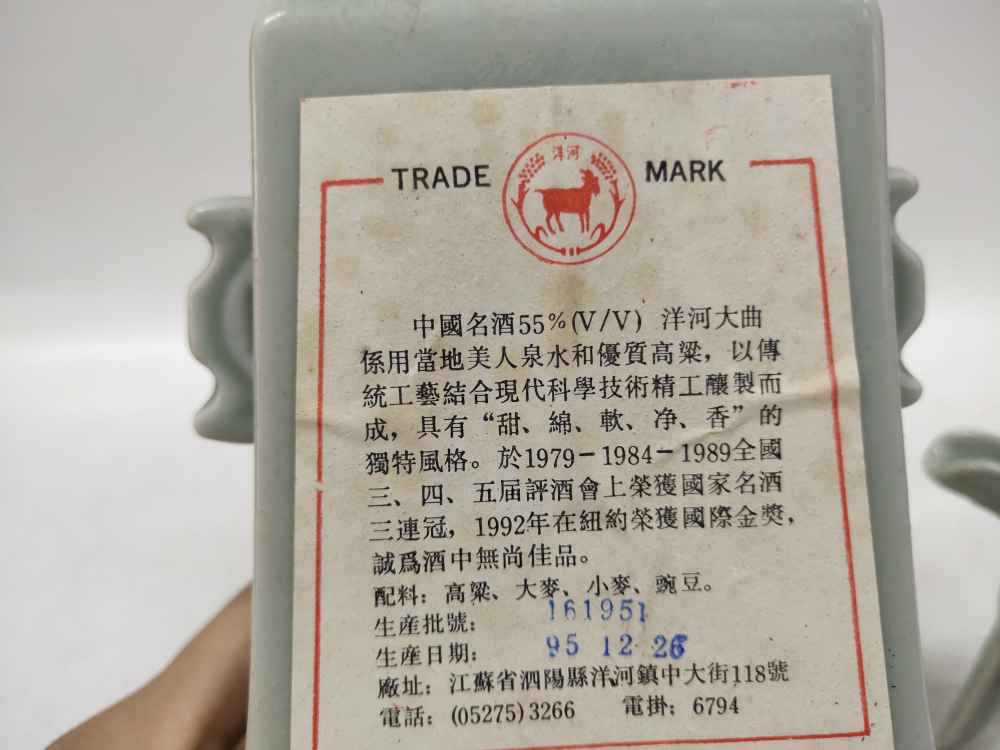 洋河
TRADE MARK
中國名酒55%(V/V) 洋河大曲
係用當地美人泉水和優質高粱，以傳
統工藝結合現代科學技術精工釀製而
成，具有“甜、綿、軟、净、香”的
獨特風格。於1979－1984－1989全國
三、四、五届評酒會上榮獲國家名酒
三連冠，1992年在紐約榮獲國際金獎，
誠爲酒中無尚佳品。
配料：高粱、大麥、小麥、豌豆。
生産批號：161951
生産日期：95 12 26
廠址：江蘇省泗陽縣洋河鎮中大街118號
電話：(05275)3266 電掛：6794